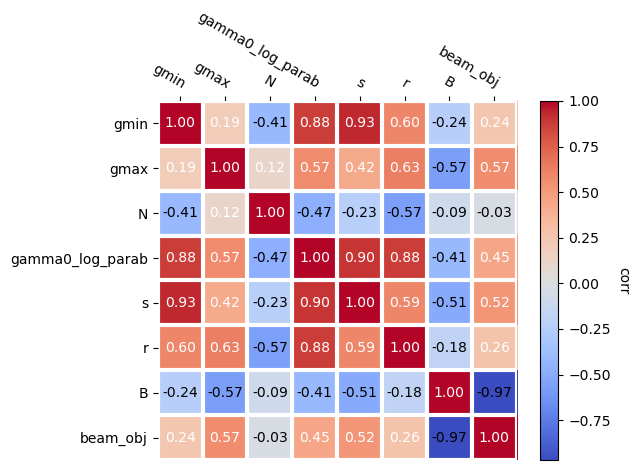 gmin gmax N gamma0_log_parab s r B beam_obj
gmin 1.00 0.19 -0.41 0.88 0.93 0.60 -0.24 0.24
gmax 0.19 1.00 0.12 0.57 0.42 0.63 -0.57 0.57
N -0.41 0.12 1.00 -0.47 -0.23 -0.57 -0.09 -0.03
gamma0_log_parab 0.88 0.57 -0.47 1.00 0.90 0.88 -0.41 0.45
s 0.93 0.42 -0.23 0.90 1.00 0.59 -0.51 0.52
r 0.60 0.63 -0.57 0.88 0.59 1.00 -0.18 0.26
B -0.24 -0.57 -0.09 -0.41 -0.51 -0.18 1.00 -0.97
beam_obj 0.24 0.57 -0.03 0.45 0.52 0.26 -0.97 1.00
1.00
0.75
0.50
0.25
0.00
−0.25
−0.50
−0.75
corr